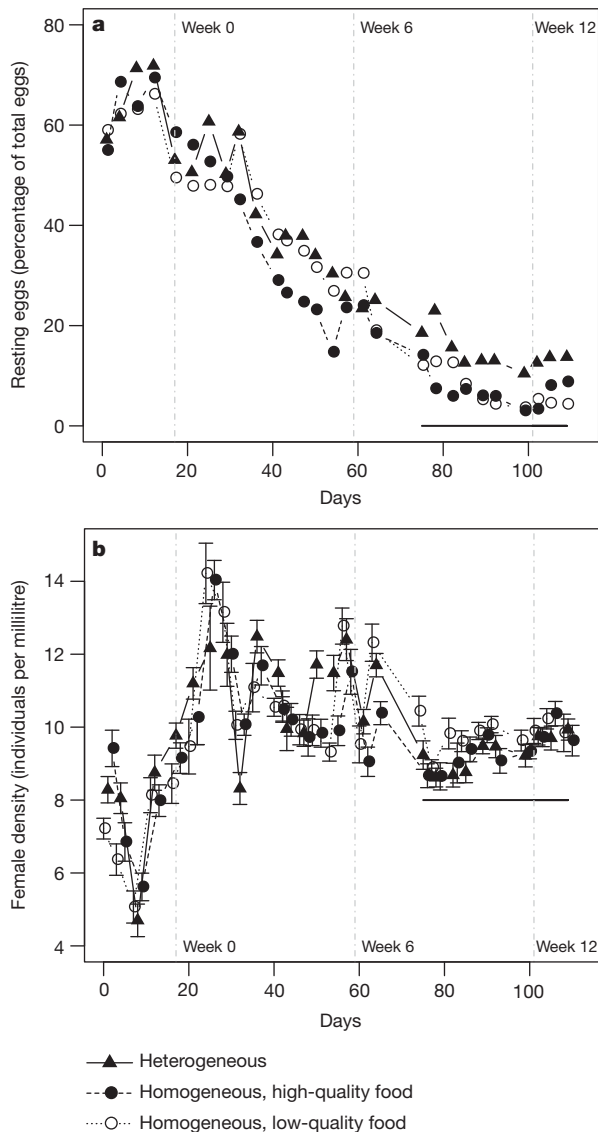 a
Week 0
Week 6
Week 12
80
60
40
20
0
Resting eggs (percentage of total eggs)
0 20 40 60 80 100
Days
b
14
12
10
8
6
4
Female density (individuals per millilitre)
Week 0
Week 6
Week 12
0 20 40 60 80 100
Days
Heterogeneous
Homogeneous, high-quality food
Homogeneous, low-quality food